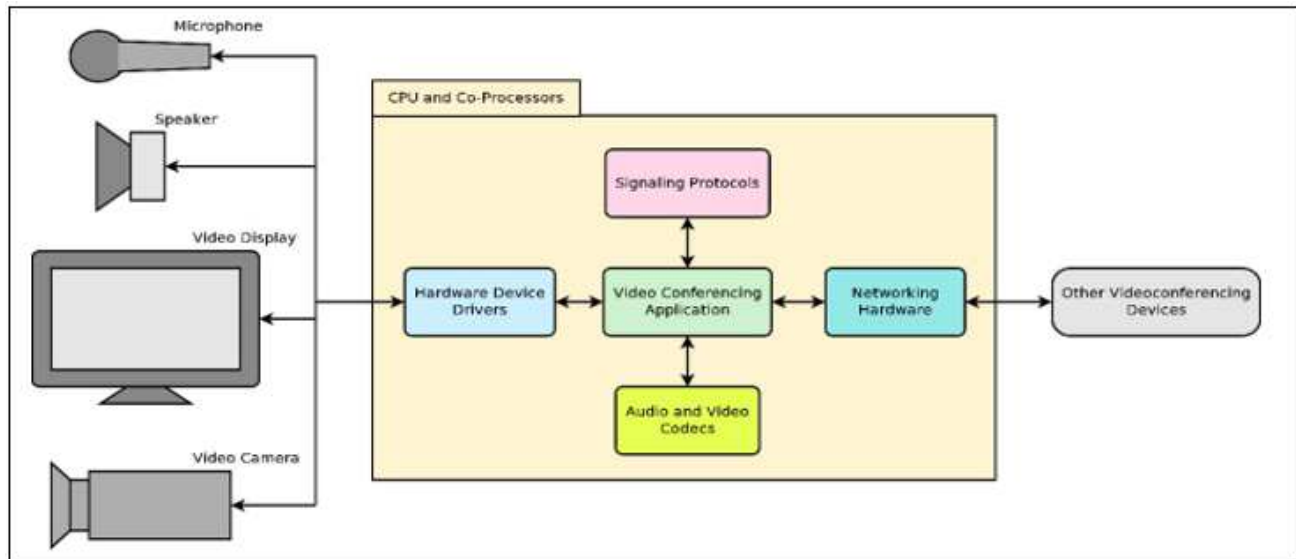 Microphone
Speaker
Video Display
Video Camera
CPU and Co-Processors
Signaling Protocols
Hardware Device
Drivers
Video Conferencing
Application
Networking
Hardware
Other Videoconferencing
Devices
Audio and Video
Codecs